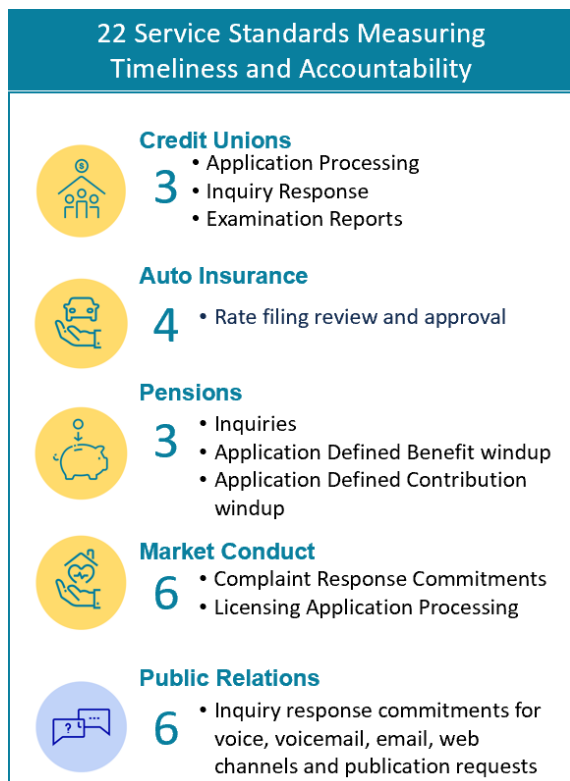 22 Service Standards Measuring
Timeliness and Accountability
Credit Unions
3
• Application Processing
• Inquiry Response
• Examination Reports
$
Auto Insurance
4
• Rate filing review and approval
Pensions
3
• Inquiries
• Application Defined Benefit windup
• Application Defined Contribution
windup
Market Conduct
6
• Complaint Response Commitments
• Licensing Application Processing
Public Relations
6
• Inquiry response commitments for
voice, voicemail, email, web
channels and publication requests
?